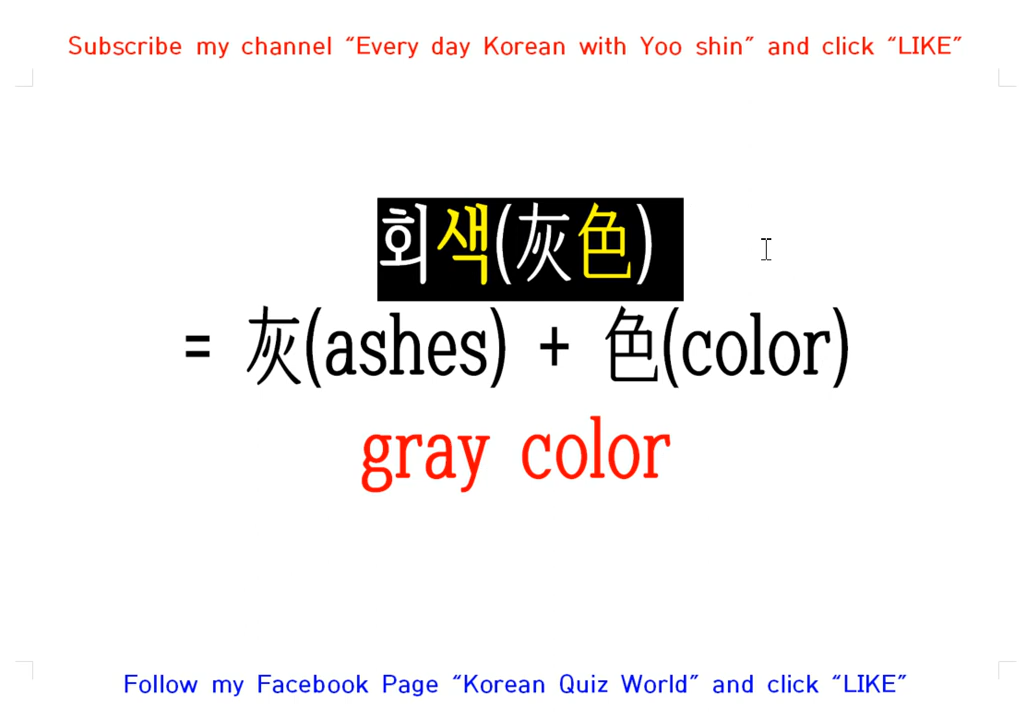 Subscribe my channel “Every day Korean with Yoo shin” and click “LIKE”
회색(灰色)
= 灰(ashes) + 色(color)
gray color
Follow my Facebook Page “Korean Quiz World” and click “LIKE”